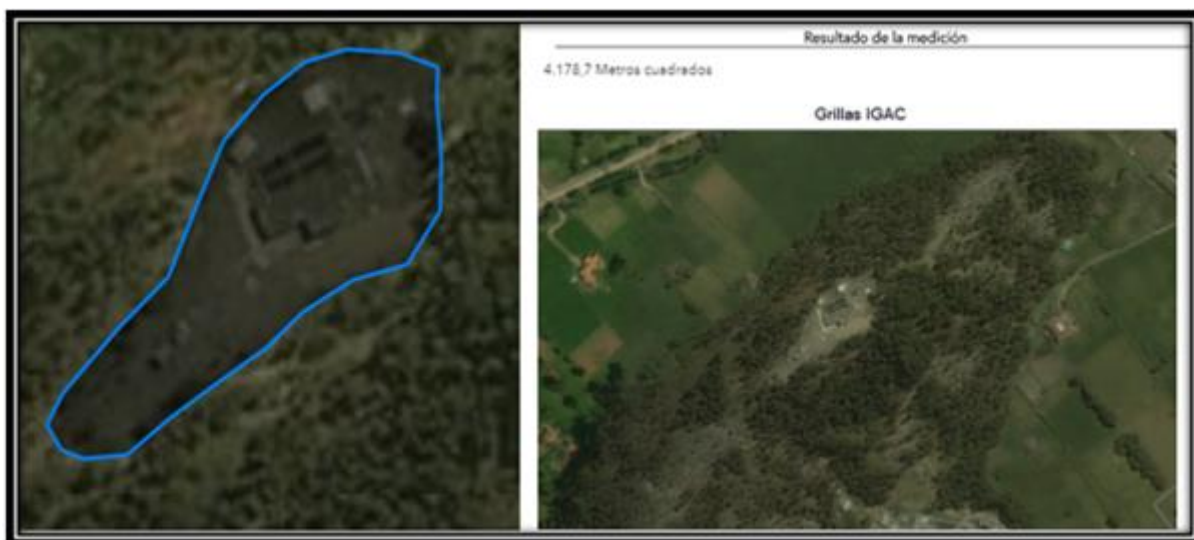 Resultado de la medición
4.178,7 Metros cuadrados
Grillas IGAC